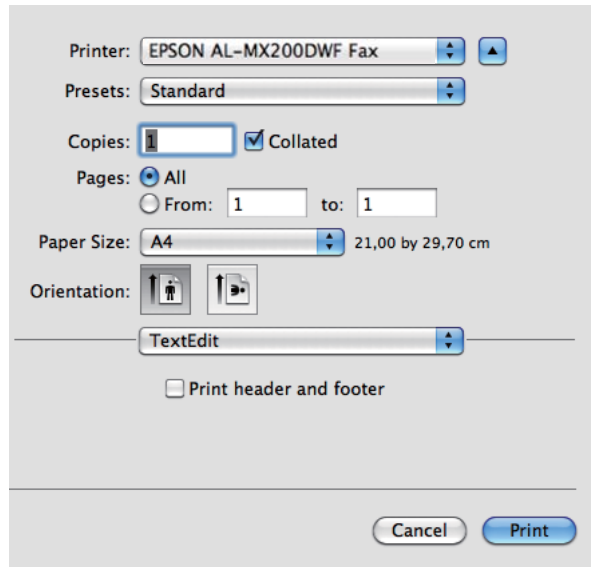 Printer: EPSON AL-MX200DWF Fax
Presets: Standard
Copies: 1 Collated
Pages: All
From: 1 to: 1
Paper Size: A4 21,00 by 29,70 cm
Orientation:
TextEdit
Print header and footer
Cancel Print